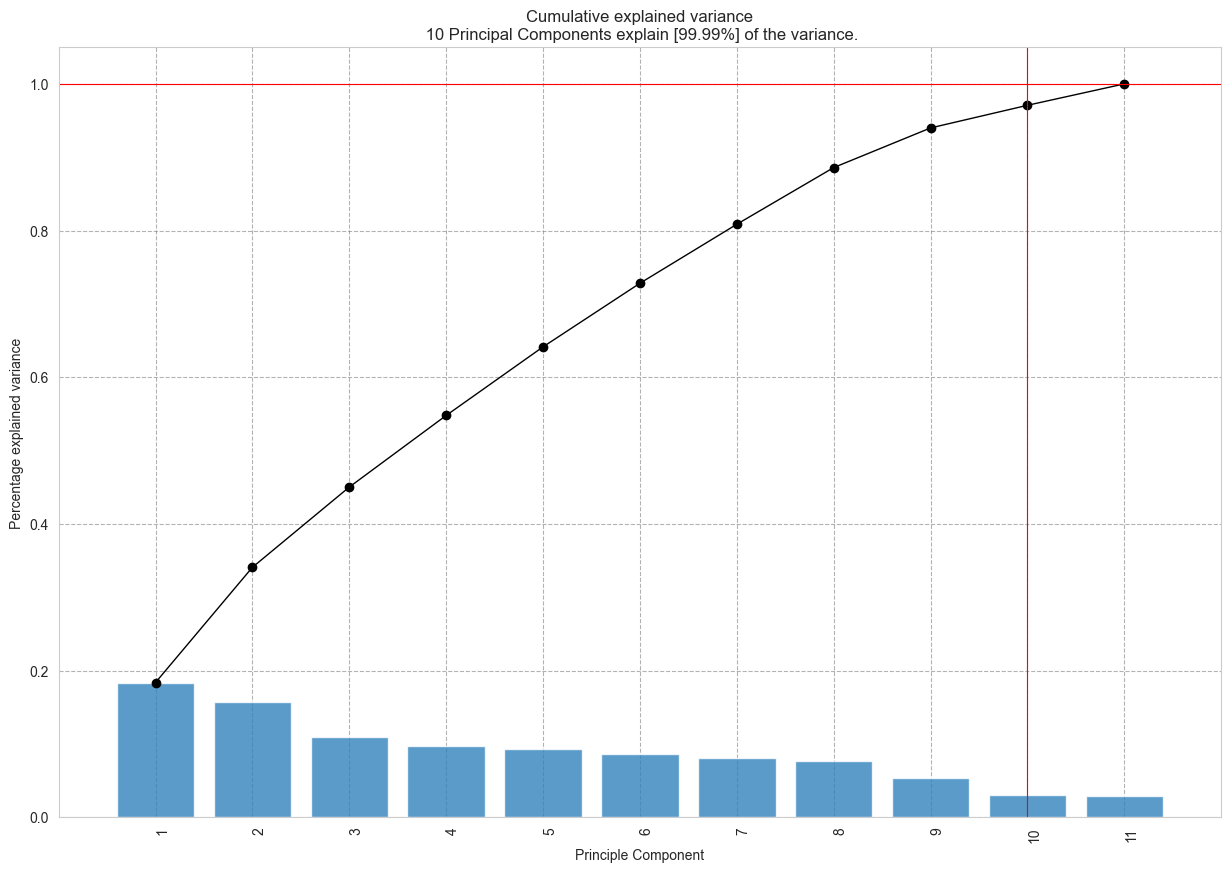 Cumulative explained variance
10 Principal Components explain [99.99%] of the variance.
Percentage explained variance
1.0
0.8
0.6
0.4
0.2
0.0
1 2 3 4 5 6 7 8 9 10 11
Principle Component